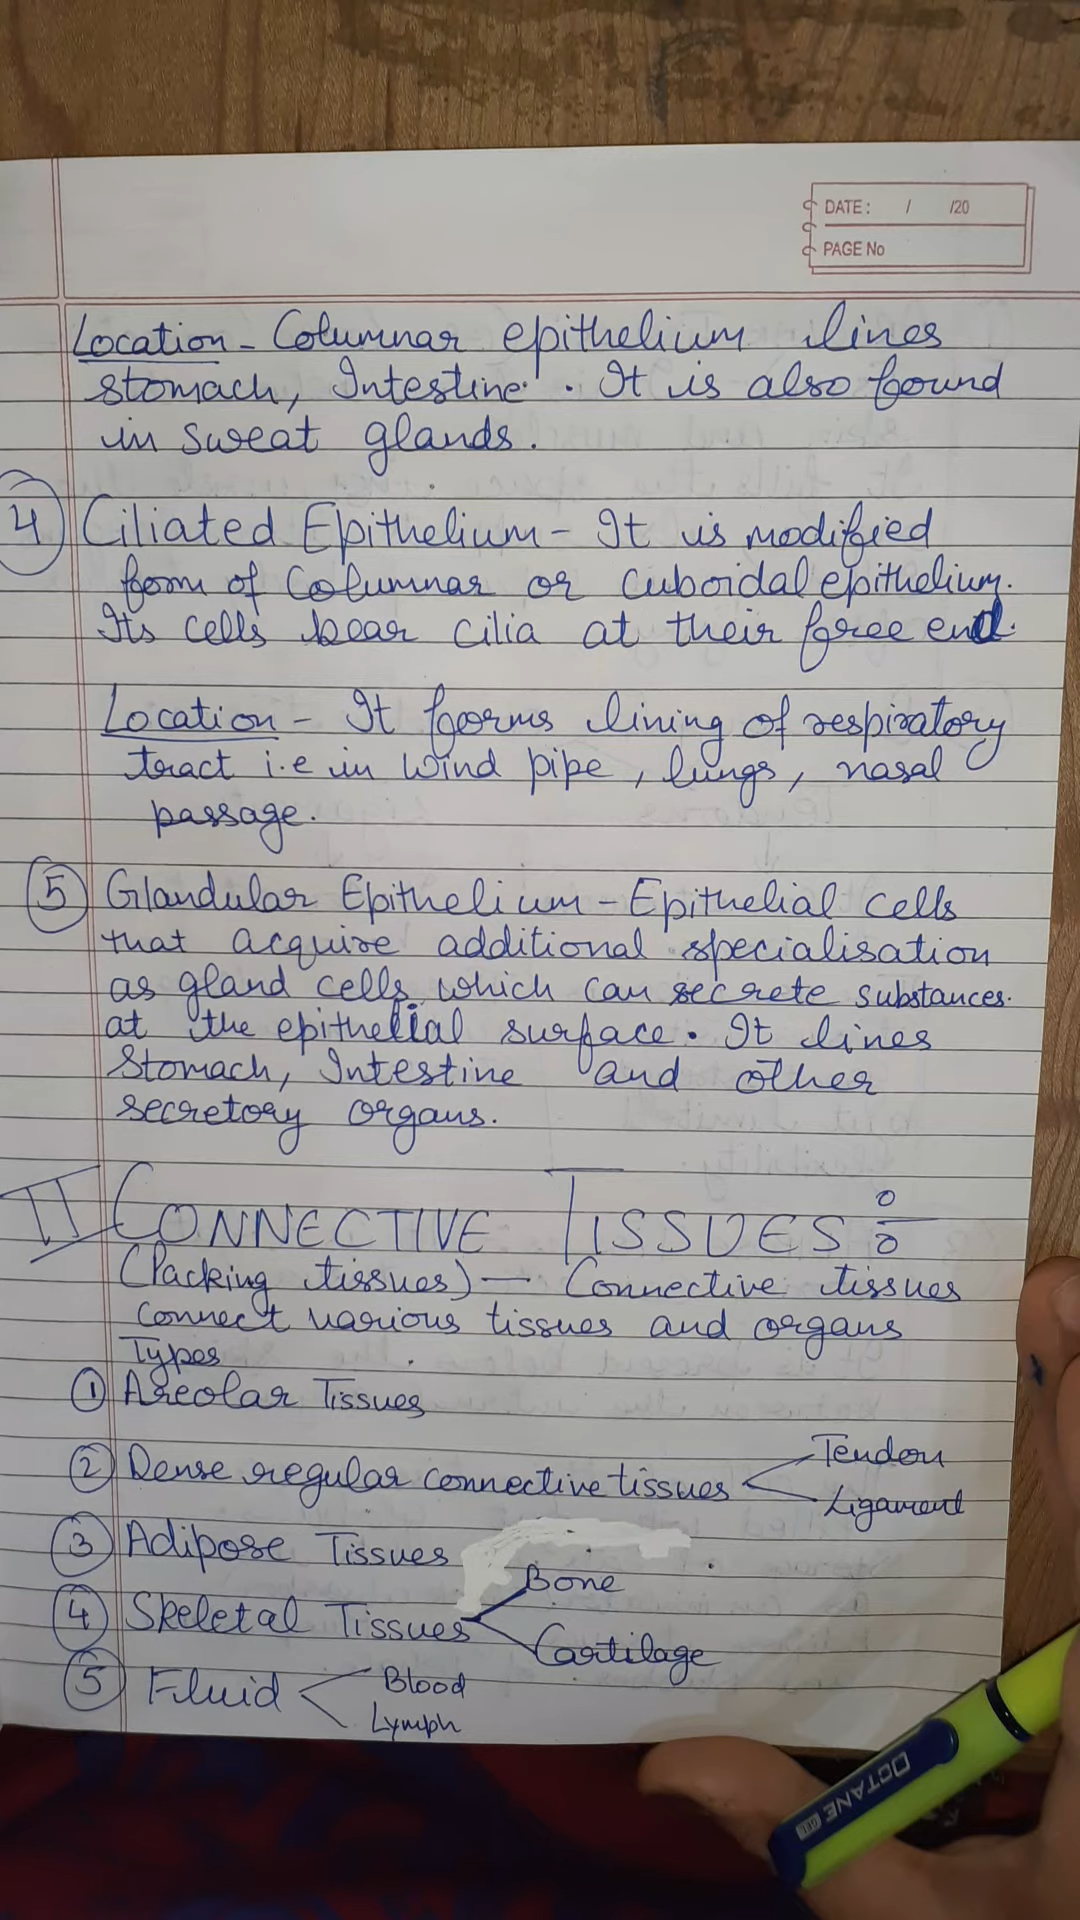 DATE: / /20
PAGE No
Location - Columnar epithelium lines
stomach, Intestine. It is also found
in sweat glands.
4 Ciliated Epithelium - It is modified
form of Columnar or cuboidal epithelium.
Its cells bear cilia at their free end.
Location - It forms lining of respiratory
tract i.e in wind pipe, lungs, nasal
passage.
5 Glandular Epithelium - Epithelial cells
that acquire additional specialisation
as gland cells, which can secrete substances.
at the epithelial surface. It lines
Stomach, Intestine and other
secretory organs.
II CONNECTIVE TISSUES ÷
(Packing tissues) — Connective tissues
connect various tissues and organs
Types
1 Areolar Tissues
2 Dense regular connective tissues Tendon
Ligament
3 Adipose Tissues
4 Skeletal Tissues Bone
Cartilage
5 Fluid Blood
Lymph
OCTANE GEL